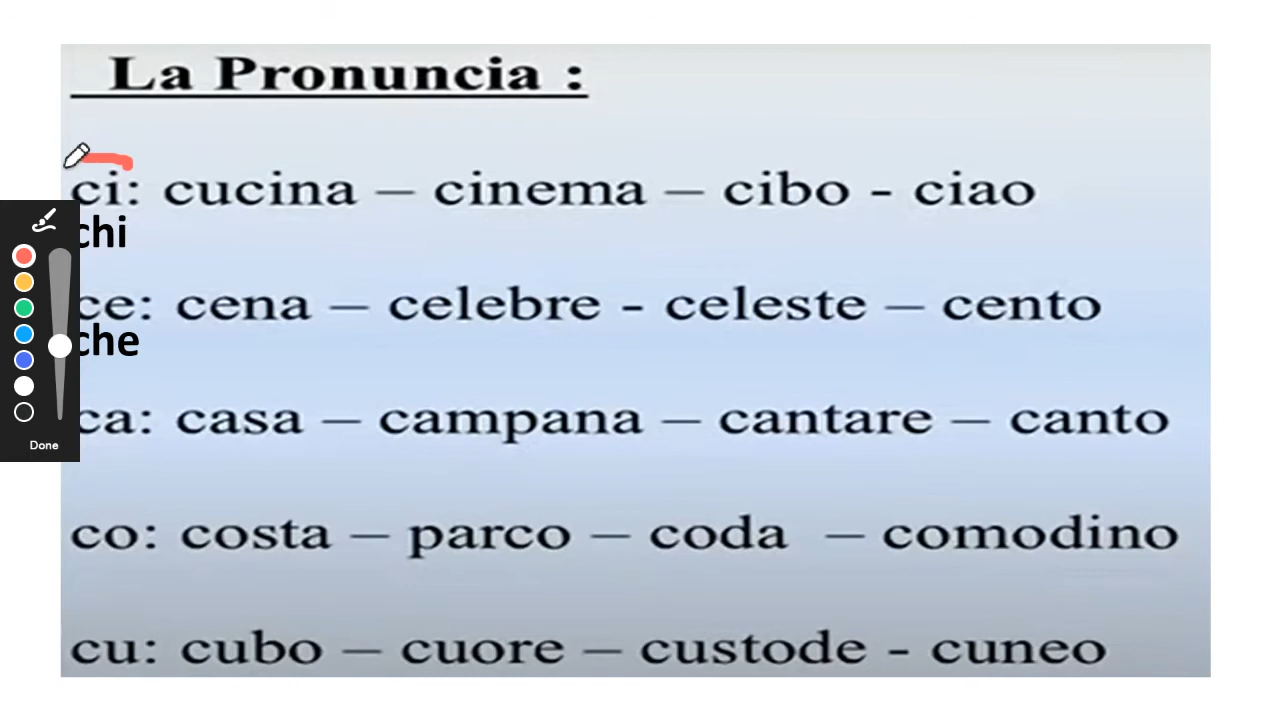 La Pronuncia :
ci: cucina – cinema – cibo - ciao
chi
ce: cena – celebre - celeste – cento
che
ca: casa – campana – cantare – canto
Done
co: costa – parco – coda – comodino
cu: cubo – cuore – custode - cuneo